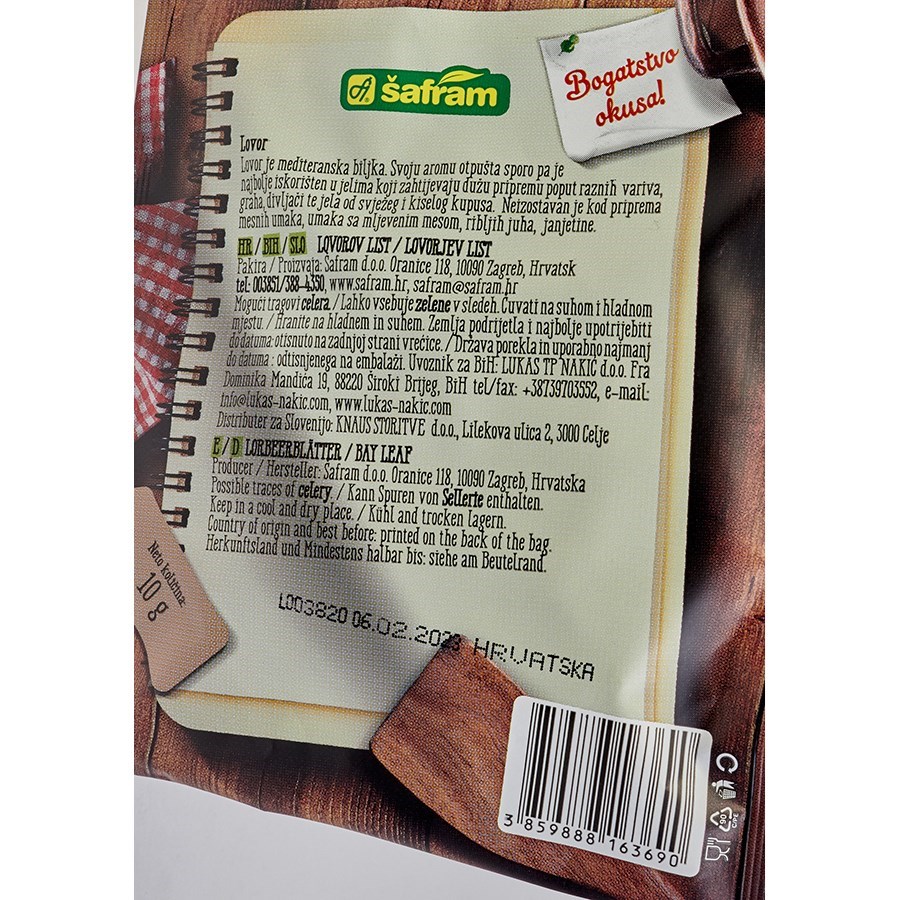 šafram
Bogatstvo
okusa!
Lovor
Lovor je mediteranska biljka. Svoju aromu otpušta sporo pa je
najbolje iskorišten u jelima koji zahtijevaju dužu pripremu poput raznih variva,
graha, divljači te jela od svježeg i kiselog kupusa. Neizostavan je kod priprema
mesnih umaka, umaka sa mljevenim mesom, ribljih juha, janjetine.
HR / BIH / SLO LOVOROV LIST / LOVORJEV LIST
Pakira / Proizvaja: Šafram d.o.o. Oranice 118, 10090 Zagreb, Hrvatsk
tel: 003851/388-4350, www.safram.hr, safram@safram.hr
Mogući tragovi celera. / Lahko vsebuje zelene v sledeh. Čuvati na suhom i hladnom
mjestu. / Hranite na hladnem in suhem. Zemlja podrijetla i najbolje upotrijebiti
do datuma: otisnuto na zadnjoj strani vrećice. / Država porekla in uporabno najmanj
do datuma : odtisnjenega na embalaži. Uvoznik za BiH: LUKAS TP NAKIĆ d.o.o. Fra
Dominika Mandića 19, 88220 Široki Brijeg, BiH tel/fax: +38739703552, e-mail:
info@lukas-nakic.com, www.lukas-nakic.com
Distributer za Slovenijo: KNAUS STORITVE d.o.o., Lilekova ulica 2, 3000 Celje
E / D LORBEERBLÄTTER / BAY LEAF
Producer / Hersteller: Šafram d.o.o. Oranice 118, 10090 Zagreb, Hrvatska
Possible traces of celery. / Kann Spuren von Sellerie enthalten.
Keep in a cool and dry place. / Kühl and trocken lagern.
Country of origin and best before: printed on the back of the bag.
Herkunftsland und Mindestens halbar bis: siehe am Beutelrand.
Neto količina:
10 g
L003820 06.02.2023 HRVATSKA
3 859888 163690
90
C/PE